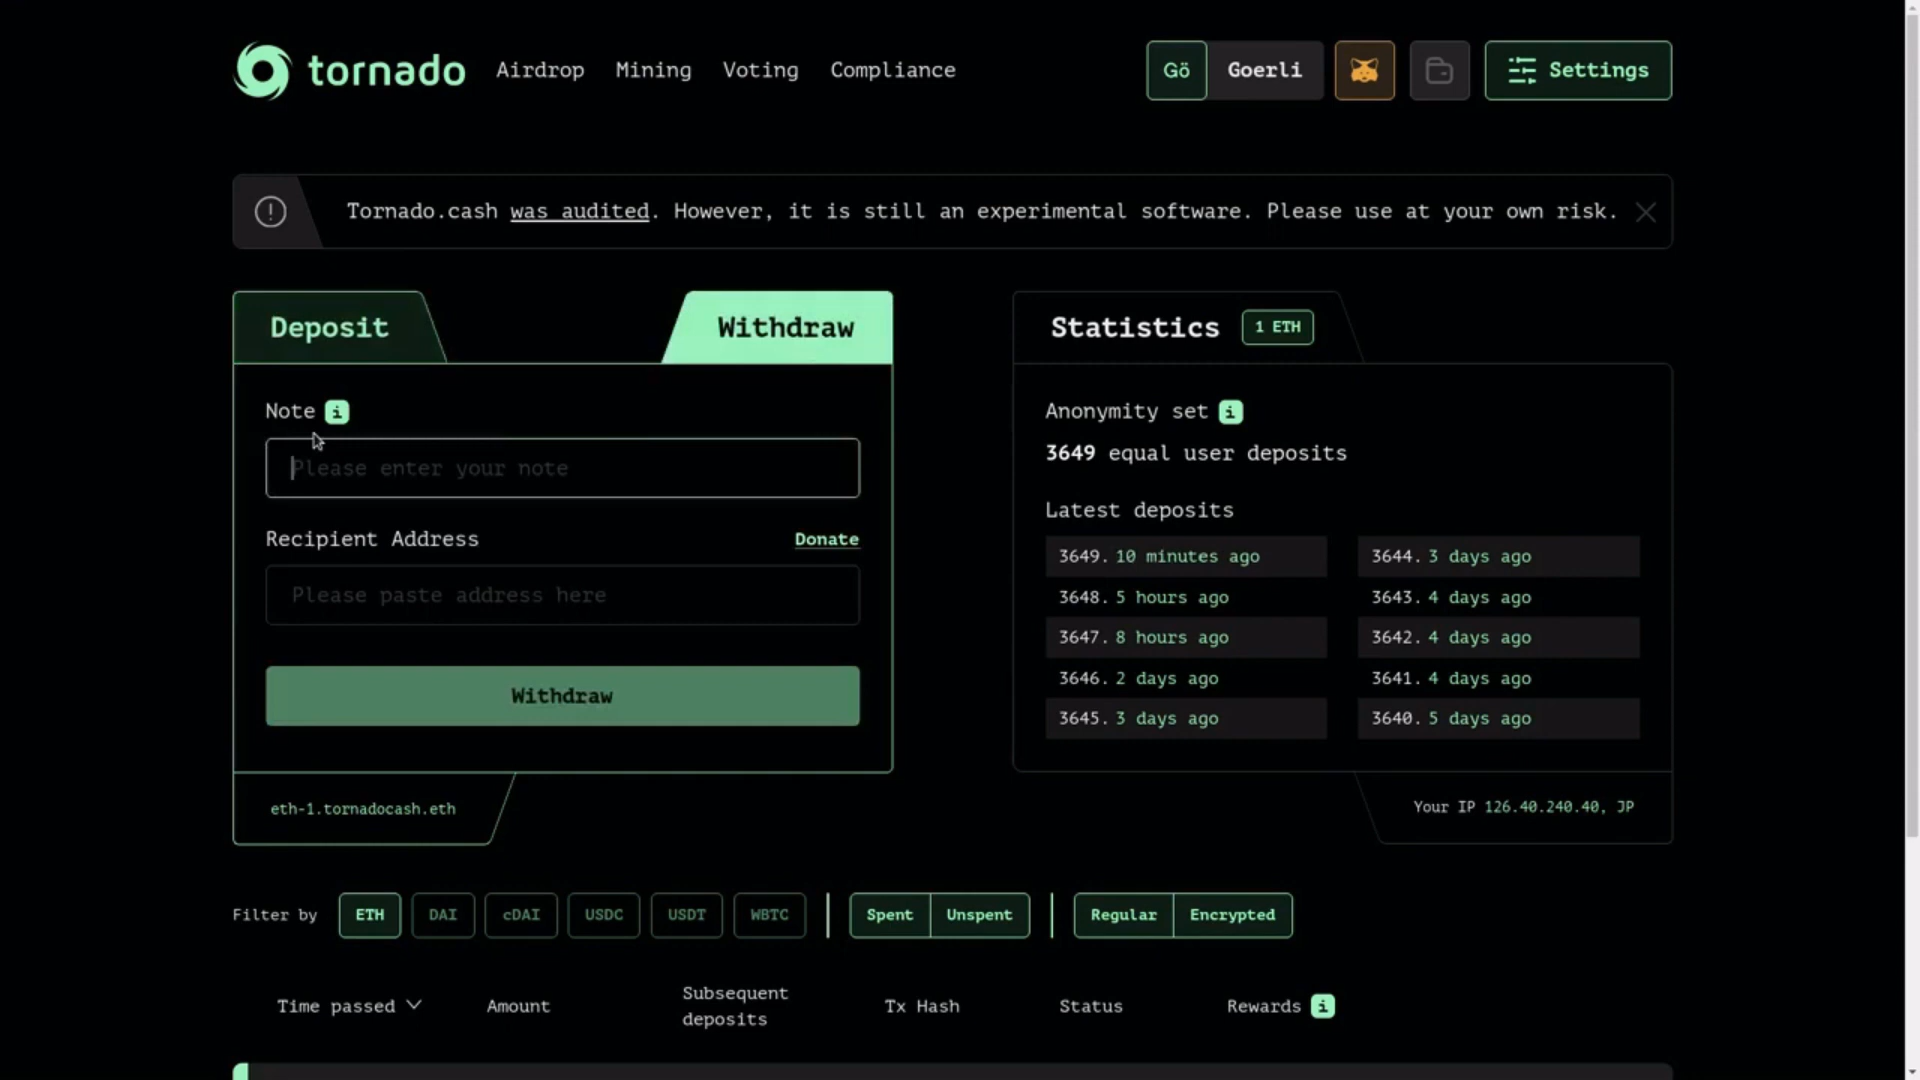 tornado Airdrop Mining Voting Compliance Gö Goerli Settings
Tornado.cash was audited. However, it is still an experimental software. Please use at your own risk.
Deposit Withdraw
Note
Please enter your note
Recipient Address Donate
Please paste address here
Withdraw
eth-1.tornadocash.eth
Statistics 1 ETH
Anonymity set
3649 equal user deposits
Latest deposits
3649. 10 minutes ago 3644. 3 days ago
3648. 5 hours ago 3643. 4 days ago
3647. 8 hours ago 3642. 4 days ago
3646. 2 days ago 3641. 4 days ago
3645. 3 days ago 3640. 5 days ago
Your IP 126.40.240.40, JP
Filter by ETH DAI cDAI USDC USDT WBTC Spent Unspent Regular Encrypted
Time passed Amount Subsequent deposits Tx Hash Status Rewards